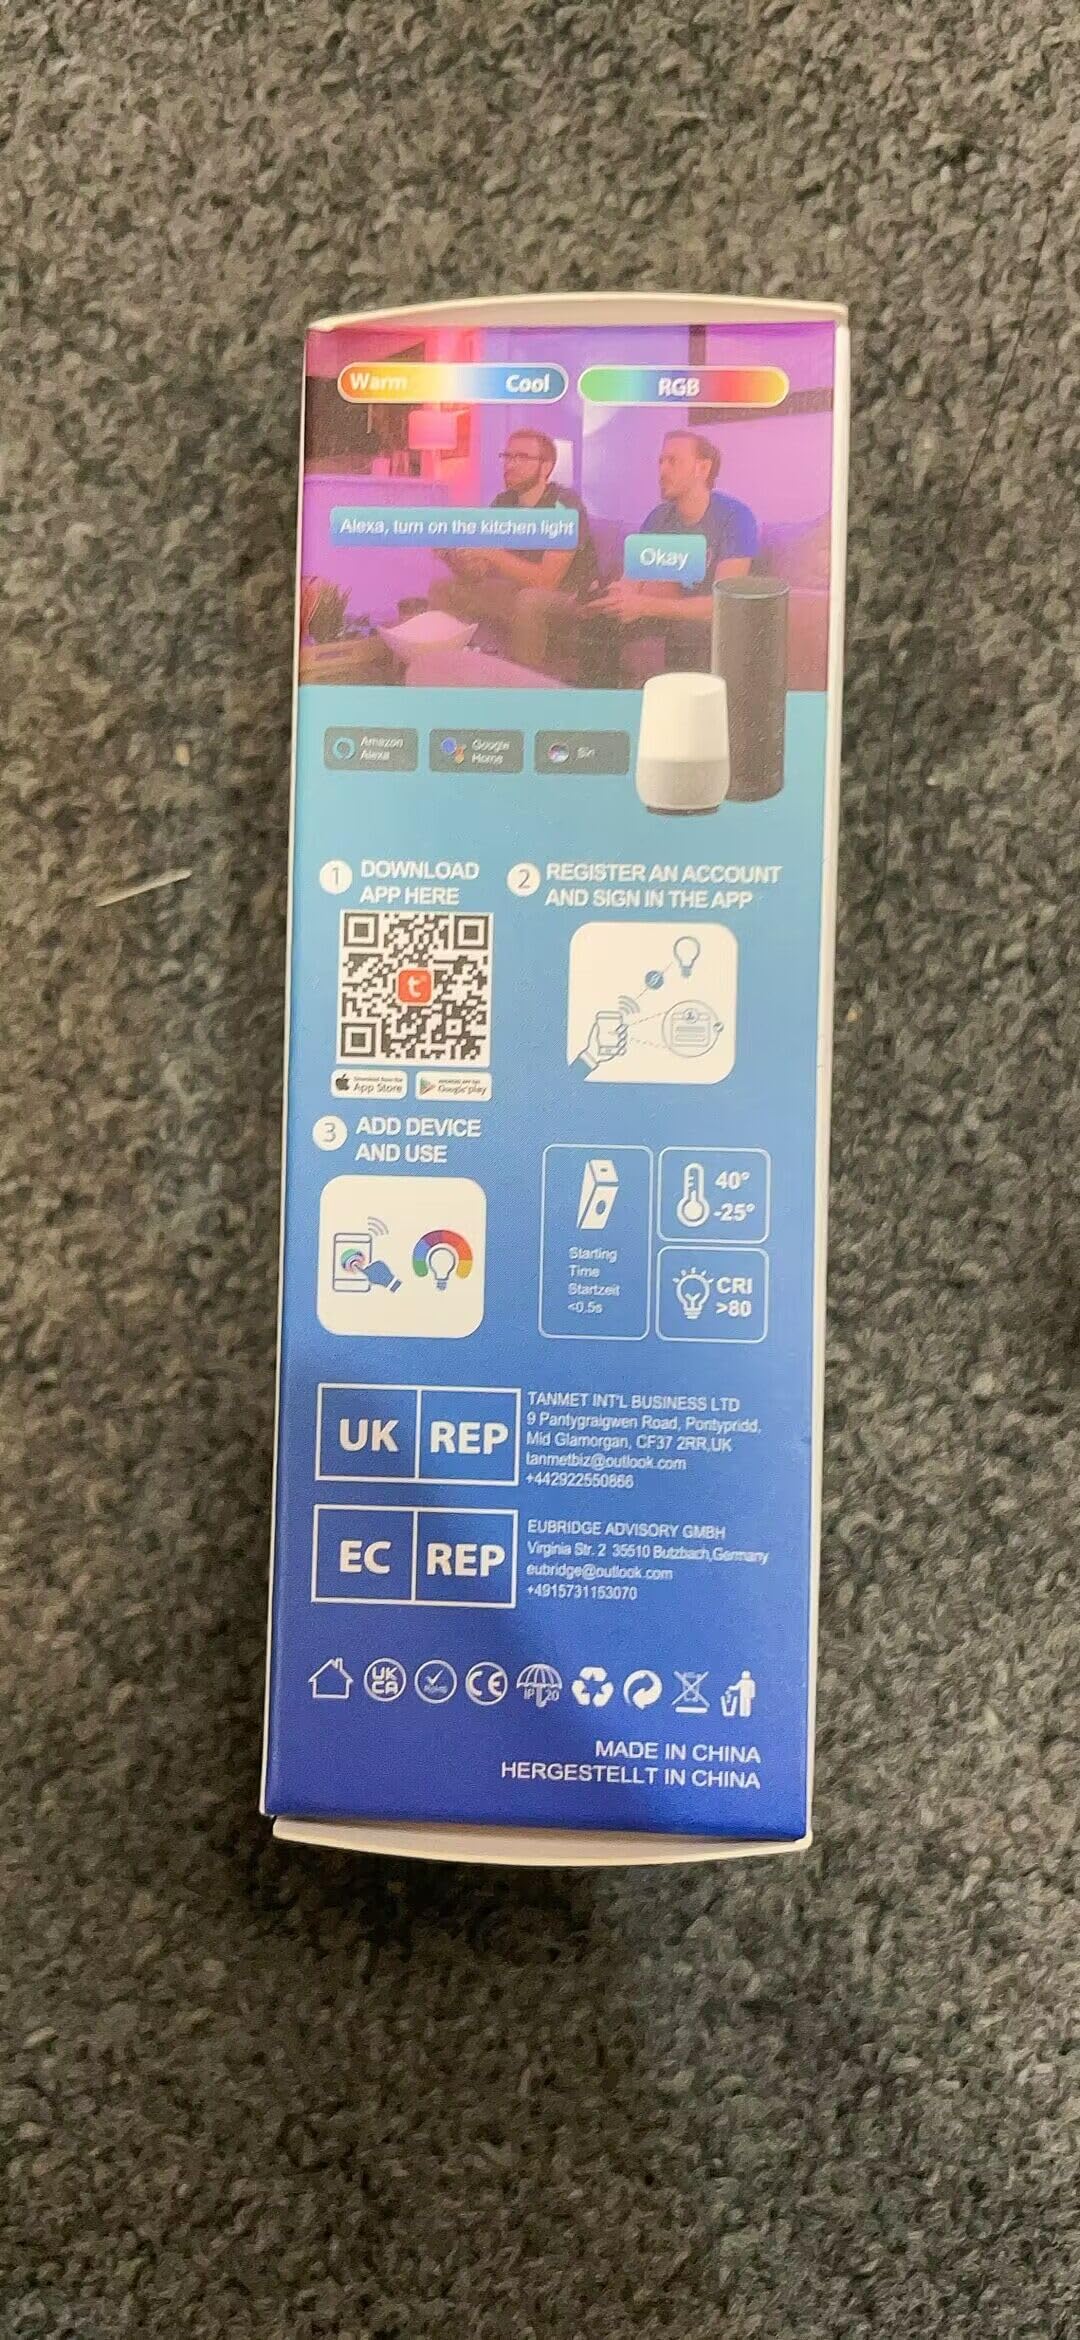 Warm Cool RGB
Alexa, turn on the kitchen light
Okay
Amazon
Alexa
Google
Home
Siri
1 DOWNLOAD
APP HERE
2 REGISTER AN ACCOUNT
AND SIGN IN THE APP
t
App Store
Google play
3 ADD DEVICE
AND USE
Starting
Time
Startzeit
<0.5s
40°
-25°
CRI
>80
UK REP
TANMET INT'L BUSINESS LTD
9 Pantygraigwen Road, Pontypridd,
Mid Glamorgan, CF37 2RR,UK
tanmetbiz@outlook.com
+442922550866
EC REP
EUBRIDGE ADVISORY GMBH
Virginia Str. 2 35510 Butzbach,Germany
eubridge@outlook.com
+4915731153070
UK
CA
RoHS
CE
IP 20
MADE IN CHINA
HERGESTELLT IN CHINA